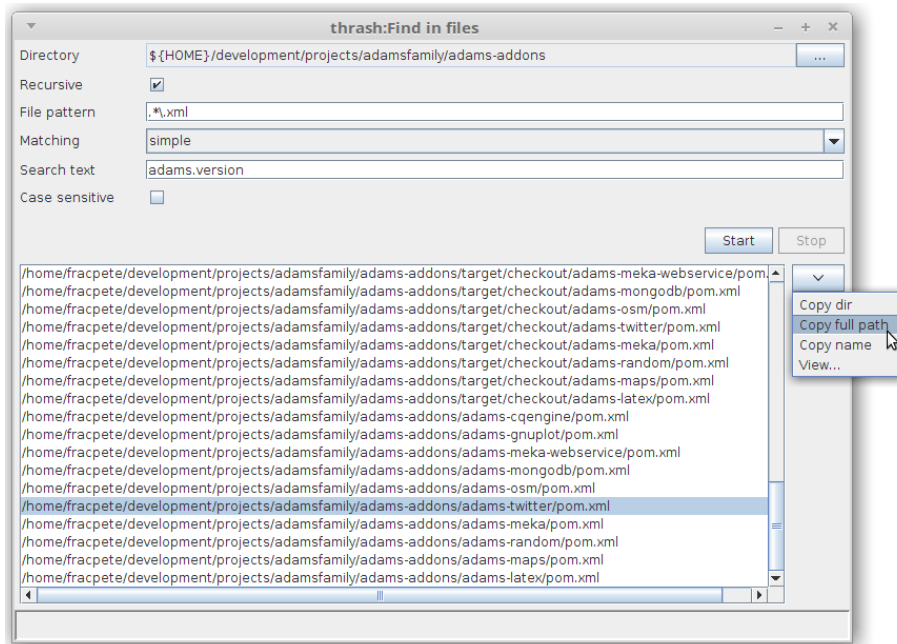 thrash:Find in files
Directory ${HOME}/development/projects/adamsfamily/adams-addons ...
Recursive
File pattern .*\.xml
Matching simple
Search text adams.version
Case sensitive
Start Stop
/home/fracpete/development/projects/adamsfamily/adams-addons/target/checkout/adams-meka-webservice/pom.
/home/fracpete/development/projects/adamsfamily/adams-addons/target/checkout/adams-mongodb/pom.xml
/home/fracpete/development/projects/adamsfamily/adams-addons/target/checkout/adams-osm/pom.xml
/home/fracpete/development/projects/adamsfamily/adams-addons/target/checkout/adams-twitter/pom.xml
/home/fracpete/development/projects/adamsfamily/adams-addons/target/checkout/adams-meka/pom.xml
/home/fracpete/development/projects/adamsfamily/adams-addons/target/checkout/adams-random/pom.xml
/home/fracpete/development/projects/adamsfamily/adams-addons/target/checkout/adams-maps/pom.xml
/home/fracpete/development/projects/adamsfamily/adams-addons/target/checkout/adams-latex/pom.xml
/home/fracpete/development/projects/adamsfamily/adams-addons/adams-cqengine/pom.xml
/home/fracpete/development/projects/adamsfamily/adams-addons/adams-gnuplot/pom.xml
/home/fracpete/development/projects/adamsfamily/adams-addons/adams-meka-webservice/pom.xml
/home/fracpete/development/projects/adamsfamily/adams-addons/adams-mongodb/pom.xml
/home/fracpete/development/projects/adamsfamily/adams-addons/adams-osm/pom.xml
/home/fracpete/development/projects/adamsfamily/adams-addons/adams-twitter/pom.xml
/home/fracpete/development/projects/adamsfamily/adams-addons/adams-meka/pom.xml
/home/fracpete/development/projects/adamsfamily/adams-addons/adams-random/pom.xml
/home/fracpete/development/projects/adamsfamily/adams-addons/adams-maps/pom.xml
/home/fracpete/development/projects/adamsfamily/adams-addons/adams-latex/pom.xml
Copy dir
Copy full path
Copy name
View...